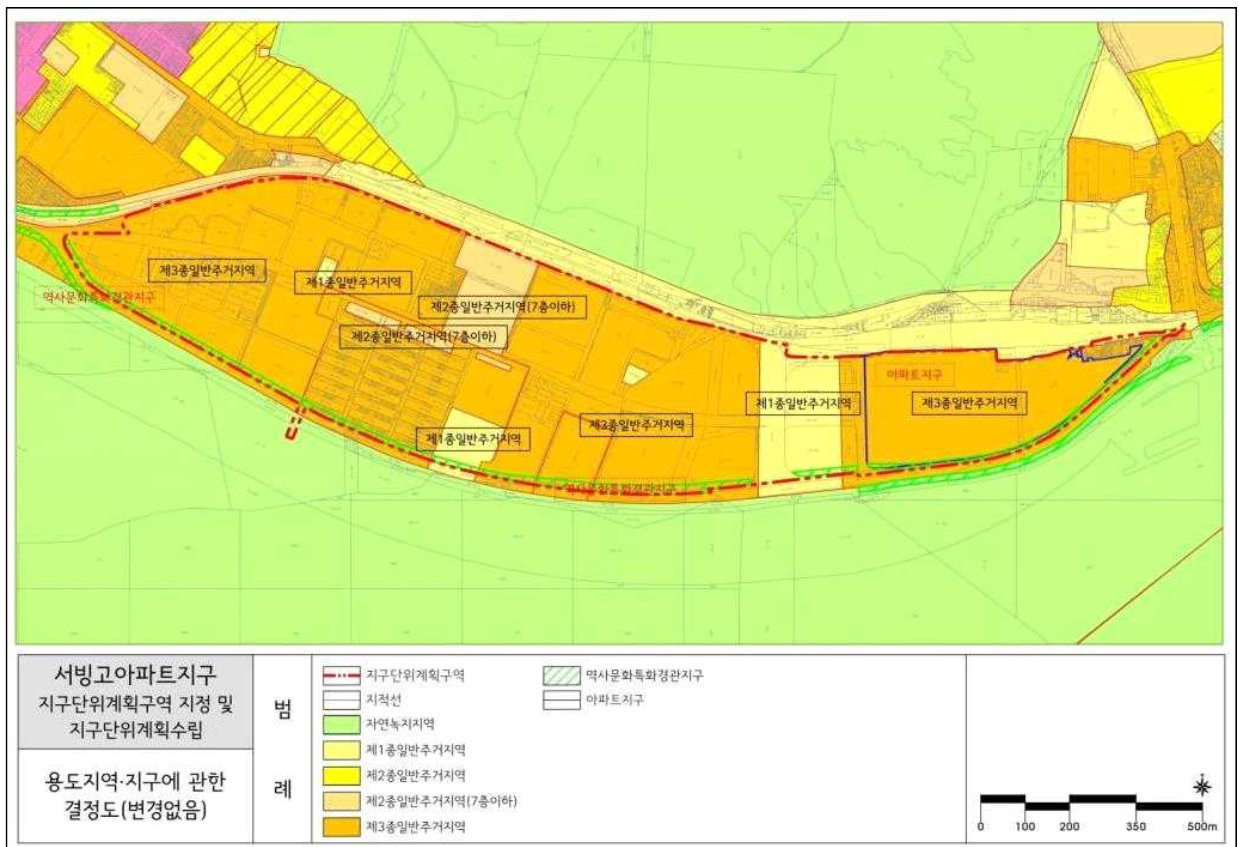 제3종일반주거지역
제1종일반주거지역
역사문화특화경관지구
제2종일반주거지역(7층이하)
제2종일반주거지역(7층이하)
아파트지구
제1종일반주거지역
제3종일반주거지역
제3종일반주거지역
제1종일반주거지역
역사문화특화경관지구
서빙고아파트지구
지구단위계획구역 지정 및
지구단위계획수립
용도지역·지구에 관한
결정도(변경없음)
범
례
지구단위계획구역
지적선
자연녹지지역
제1종일반주거지역
제2종일반주거지역
제2종일반주거지역(7층이하)
제3종일반주거지역
역사문화특화경관지구
아파트지구
0 100 200 350 500m